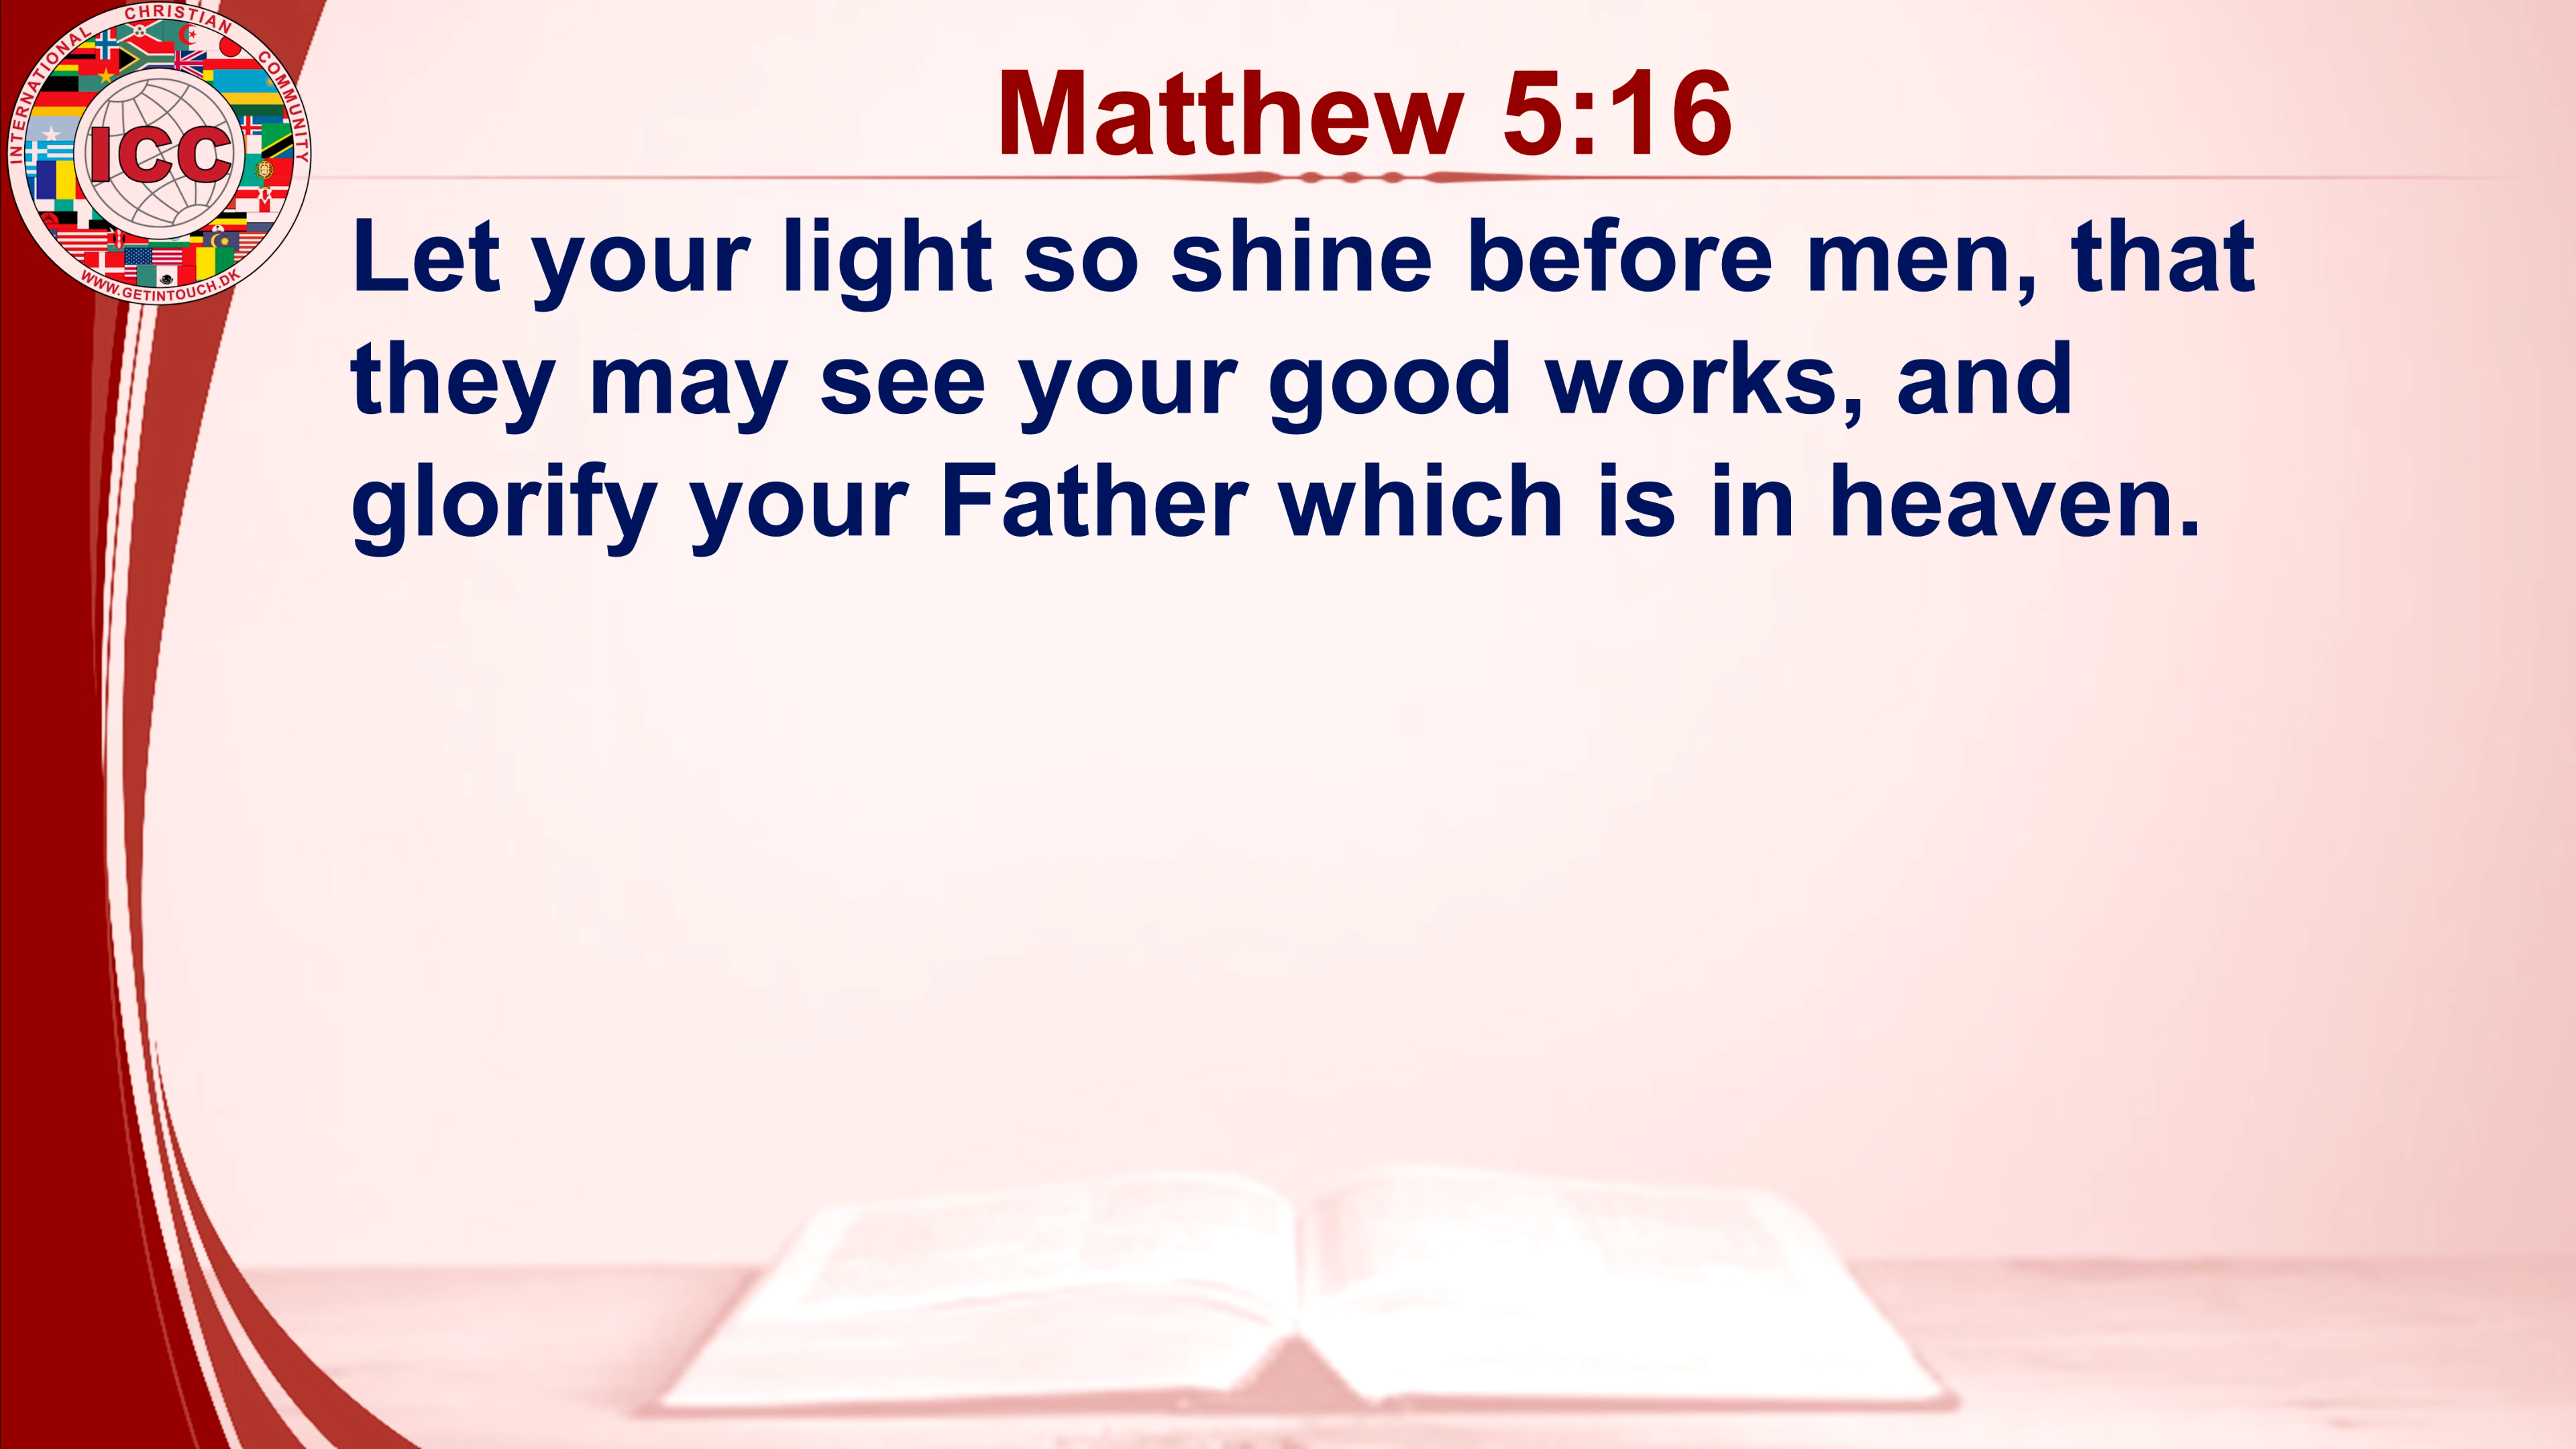 INTERNATIONAL CHRISTIAN COMMUNITY
ICC
WWW.GETINTOUCH.DK
Matthew 5:16
Let your light so shine before men, that
they may see your good works, and
glorify your Father which is in heaven.